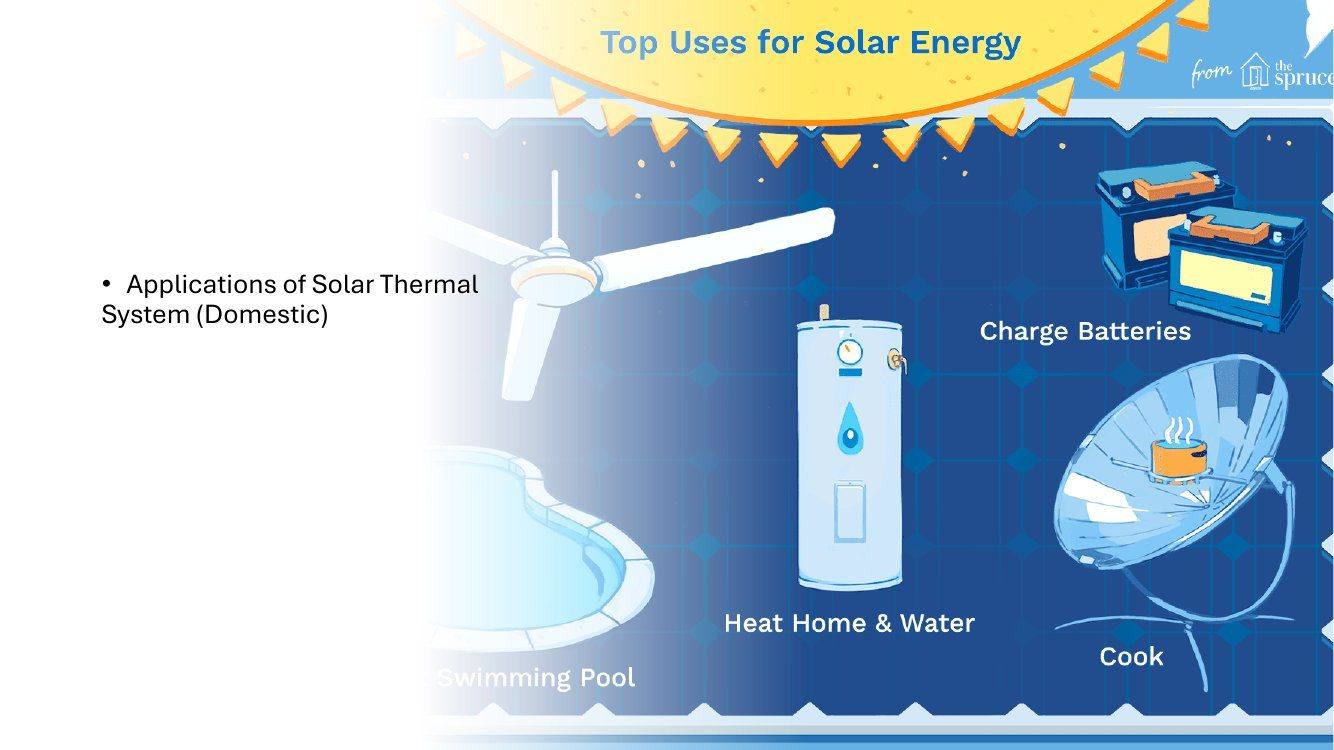 Top Uses for Solar Energy
from the spruce
• Applications of Solar Thermal
System (Domestic)
Charge Batteries
Heat Home & Water
Cook
Swimming Pool